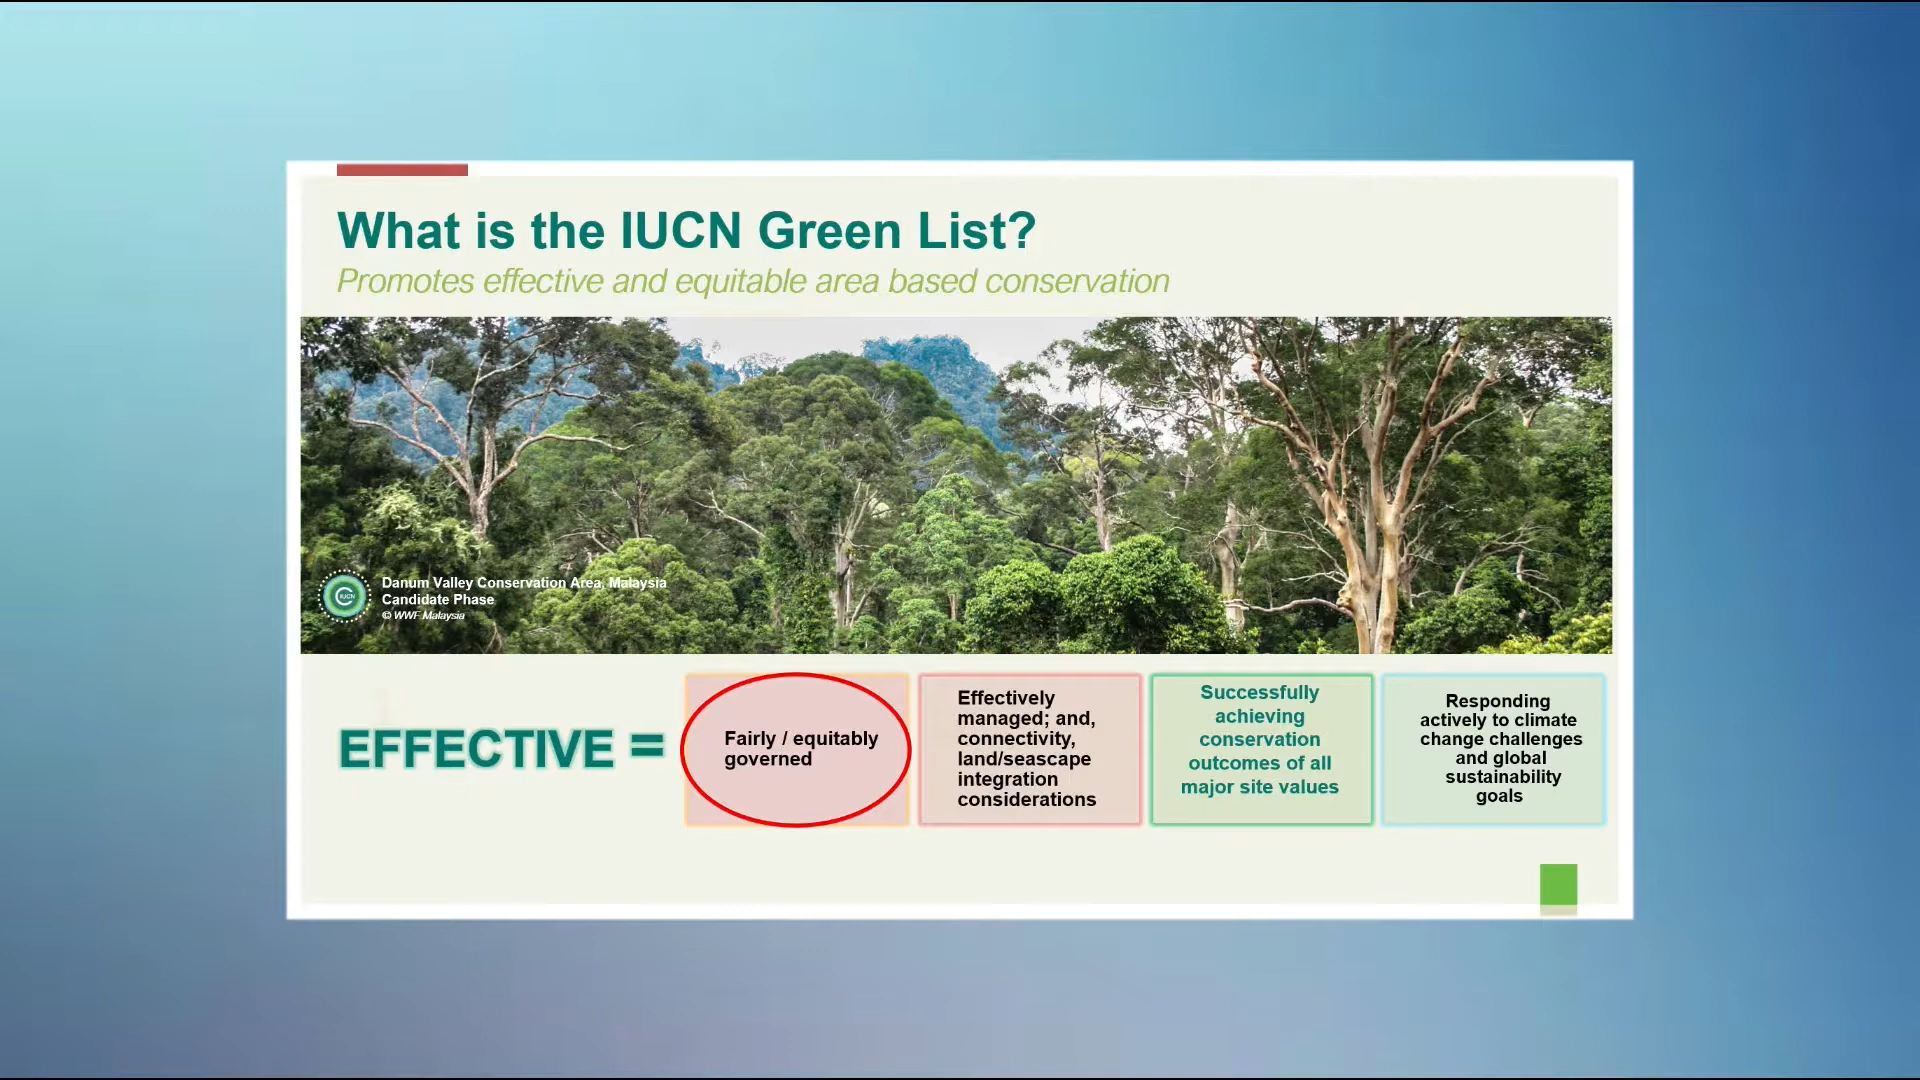 What is the IUCN Green List?
Promotes effective and equitable area based conservation
IUCN
Danum Valley Conservation Area, Malaysia
Candidate Phase
© WWF Malaysia
EFFECTIVE =
Fairly / equitably
governed
Effectively
managed; and,
connectivity,
land/seascape
integration
considerations
Successfully
achieving
conservation
outcomes of all
major site values
Responding
actively to climate
change challenges
and global
sustainability
goals